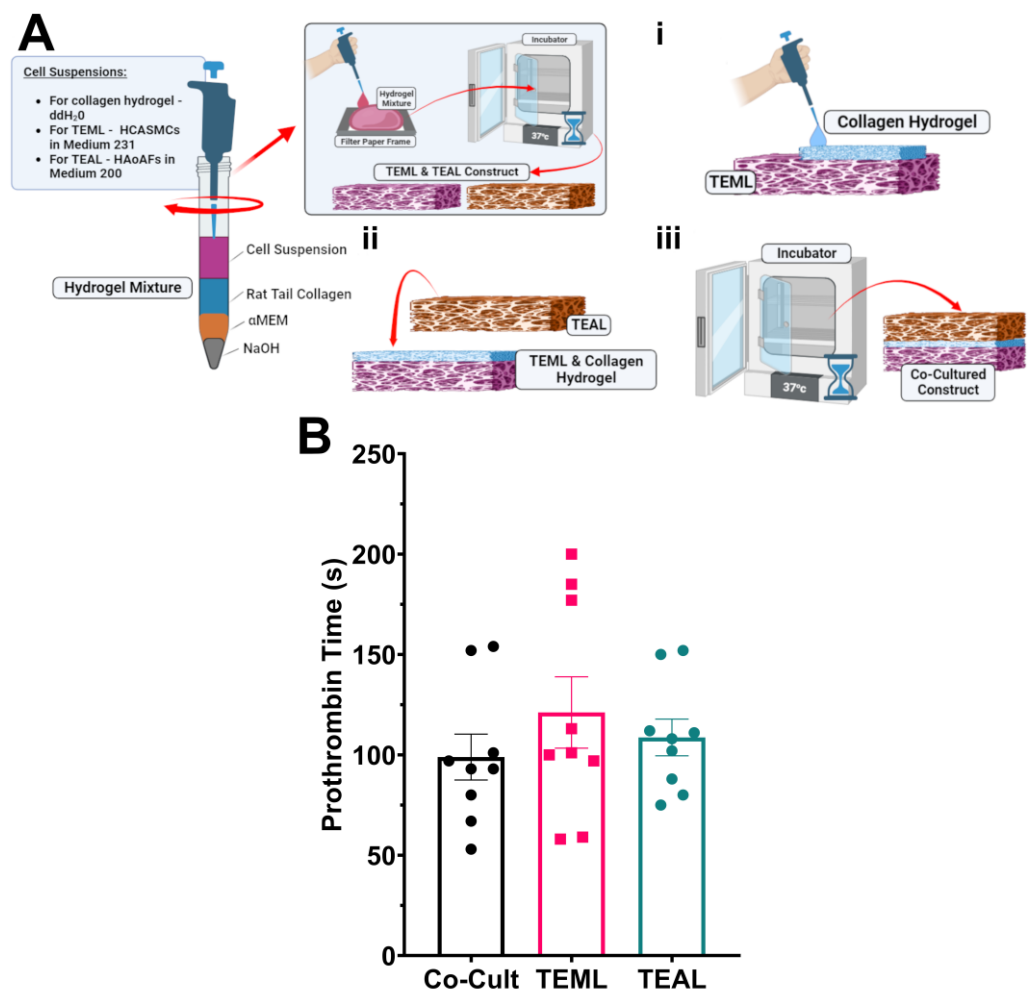 A
Cell Suspensions:
• For collagen hydrogel -
ddH₂0
• For TEML - HCASMCs
in Medium 231
• For TEAL - HAoAFs in
Medium 200
Hydrogel Mixture
Cell Suspension
Rat Tail Collagen
αMEM
NaOH
Hydrogel
Mixture
Filter Paper Frame
Incubator
37ºc
TEML & TEAL Construct
i
Collagen Hydrogel
TEML
ii
TEAL
TEML & Collagen
Hydrogel
iii
Incubator
37ºc
Co-Cultured
Construct
B
Prothrombin Time (s)
250
200
150
100
50
0
Co-Cult TEML TEAL